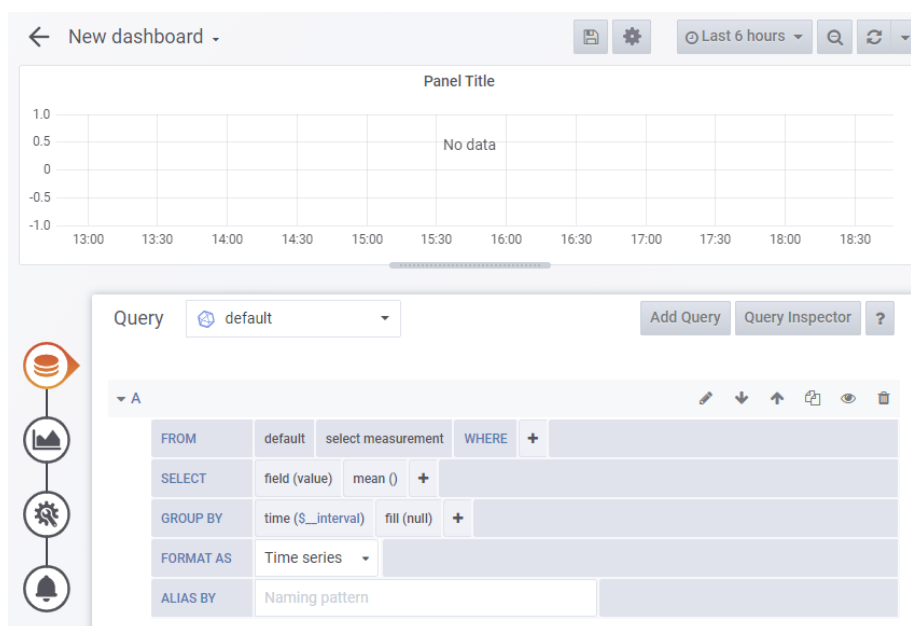 New dashboard
Last 6 hours
Panel Title
1.0
0.5
0
-0.5
-1.0
No data
13:00 13:30 14:00 14:30 15:00 15:30 16:00 16:30 17:00 17:30 18:00 18:30
Query default Add Query Query Inspector ?
A
FROM default select measurement WHERE +
SELECT field (value) mean () +
GROUP BY time ($__interval) fill (null) +
FORMAT AS Time series
ALIAS BY Naming pattern